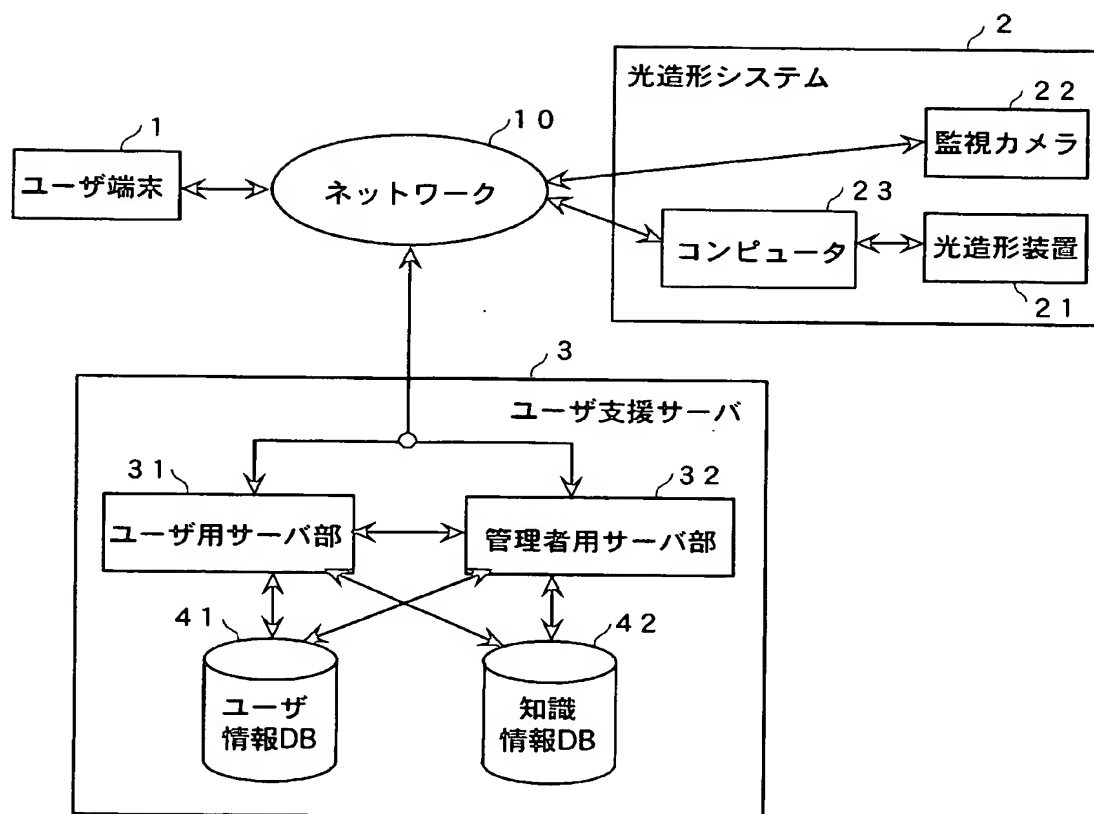 2
光造形システム
22
監視カメラ
1
ユーザ端末
10
ネットワーク
23
コンピュータ
光造形装置
21
3
ユーザ支援サーバ
31
ユーザ用サーバ部
32
管理者用サーバ部
41
ユーザ
情報DB
42
知識
情報DB